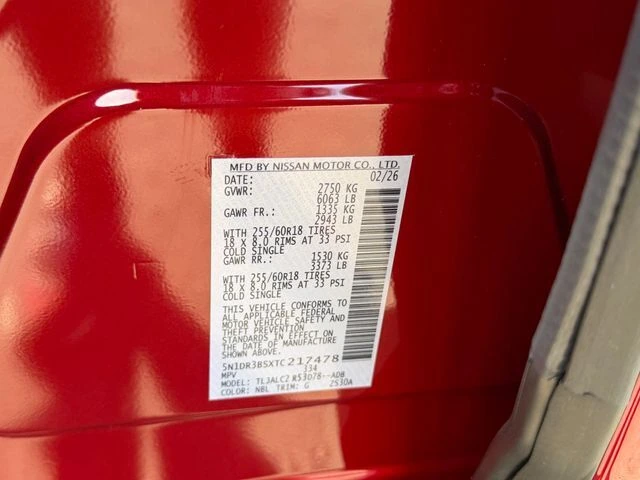 MFD BY NISSAN MOTOR CO., LTD.
DATE: 02/26
GVWR: 2750 KG
6063 LB
GAWR FR.: 1335 KG
2943 LB
WITH 255/60R18 TIRES
18 X 8.0 RIMS AT 33 PSI
COLD SINGLE
GAWR RR.: 1530 KG
3373 LB
WITH 255/60R18 TIRES
18 X 8.0 RIMS AT 33 PSI
COLD SINGLE
THIS VEHICLE CONFORMS TO
ALL APPLICABLE FEDERAL
MOTOR VEHICLE SAFETY AND
THEFT PREVENTION
STANDARDS IN EFFECT ON
THE DATE OF MANUFACTURE
SHOWN ABOVE.
5N1DR3BSXTC217478
MPV 334
MODEL: TL3ALC2 R53D78--ADB
COLOR: NBL TRIM: G 2S30A